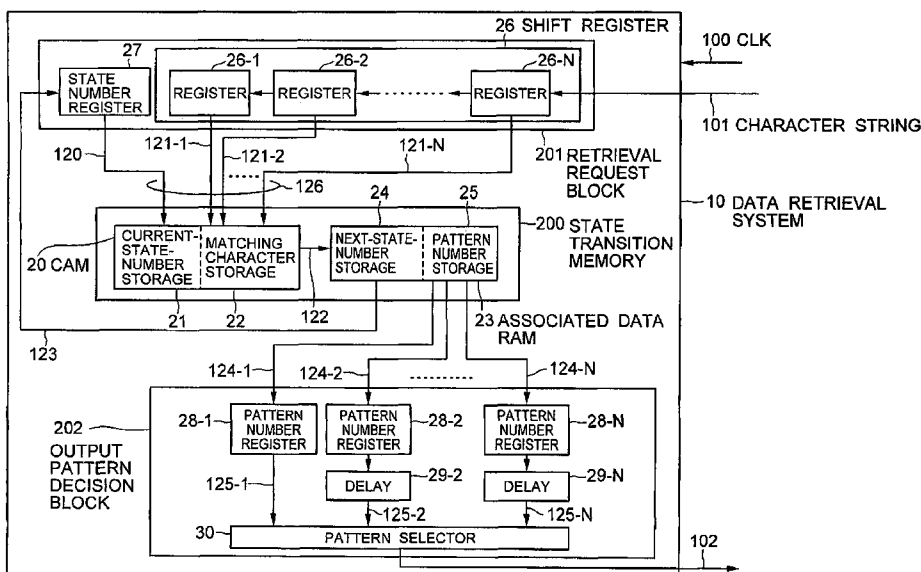 26 SHIFT REGISTER
100 CLK
27
26-1
26-2
26-N
STATE
NUMBER
REGISTER
REGISTER
REGISTER
REGISTER
101 CHARACTER
STRING
120
121-1
121-2
121-N
126
201 RETRIEVAL
REQUEST
BLOCK
24
25
10 DATA RETRIEVAL
SYSTEM
200 STATE
TRANSITION
MEMORY
20 CAM
CURRENT-
STATE-
NUMBER
STORAGE
MATCHING
CHARACTER
STORAGE
NEXT-STATE-
NUMBER
STORAGE
PATTERN
NUMBER
STORAGE
21
22
122
23 ASSOCIATED DATA
RAM
123
124-1
124-2
124-N
202
OUTPUT
PATTERN
DECISION
BLOCK
28-1
PATTERN
NUMBER
REGISTER
PATTERN
NUMBER
REGISTER
28-2
PATTERN
NUMBER
REGISTER
28-N
DELAY
29-2
DELAY
29-N
125-1
125-2
125-N
30
PATTERN SELECTOR
102